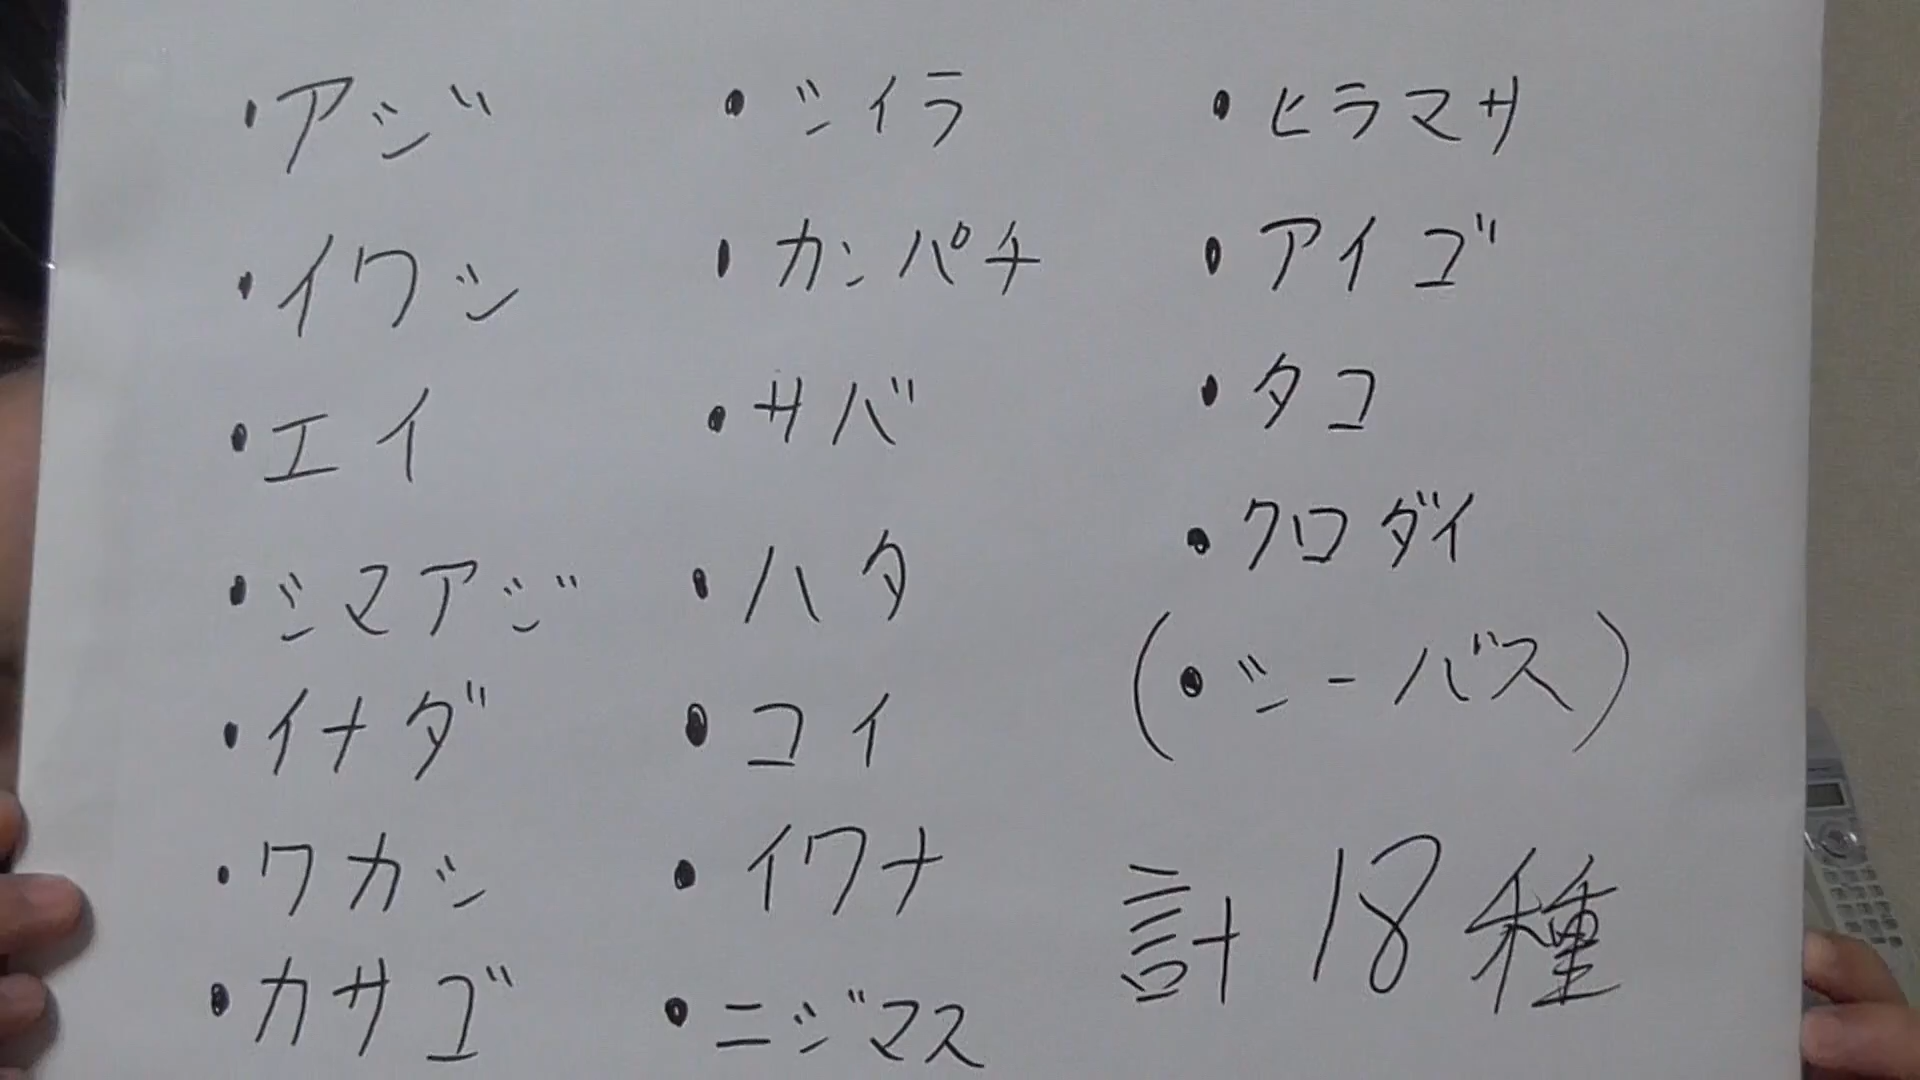 ・アジ
・イワシ
・エイ
・シマアジ
・イナダ
・ワカシ
・カサゴ
・シイラ
・カンパチ
・サバ
・ハタ
・コイ
・イワナ
・ニジマス
・ヒラマサ
・アイゴ
・タコ
・クロダイ
(・シーバス)
計18種